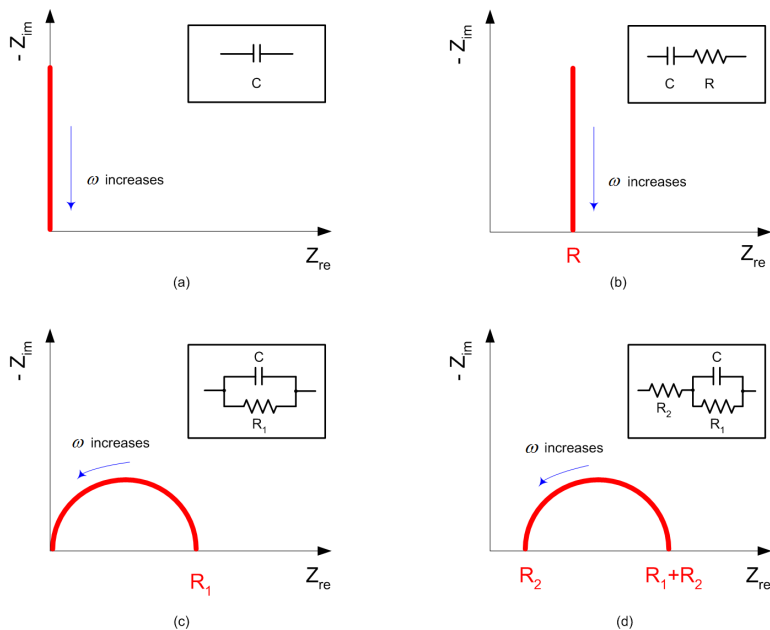 - Z_im
C
ω increases
Z_re
(a)
- Z_im
C R
ω increases
R
Z_re
(b)
- Z_im
C
R_1
ω increases
R_1
Z_re
(c)
- Z_im
C
R_2
R_1
ω increases
R_2
R_1+R_2
Z_re
(d)